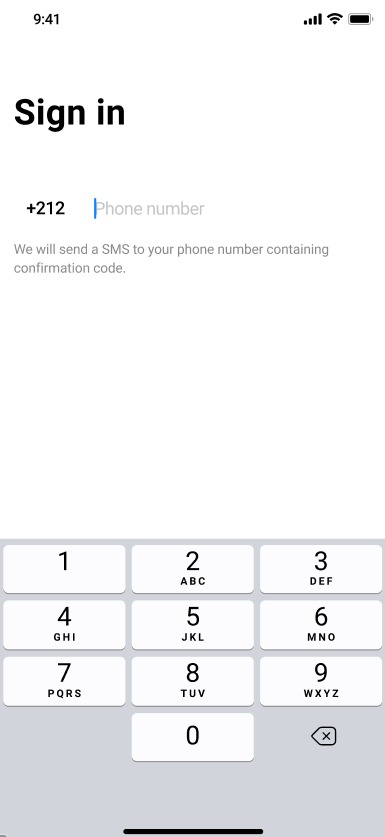 9:41
Sign in
+212 Phone number
We will send a SMS to your phone number containing
confirmation code.
1 2 3
ABC DEF
4 5 6
GHI JKL MNO
7 8 9
PQRS TUV WXYZ
0